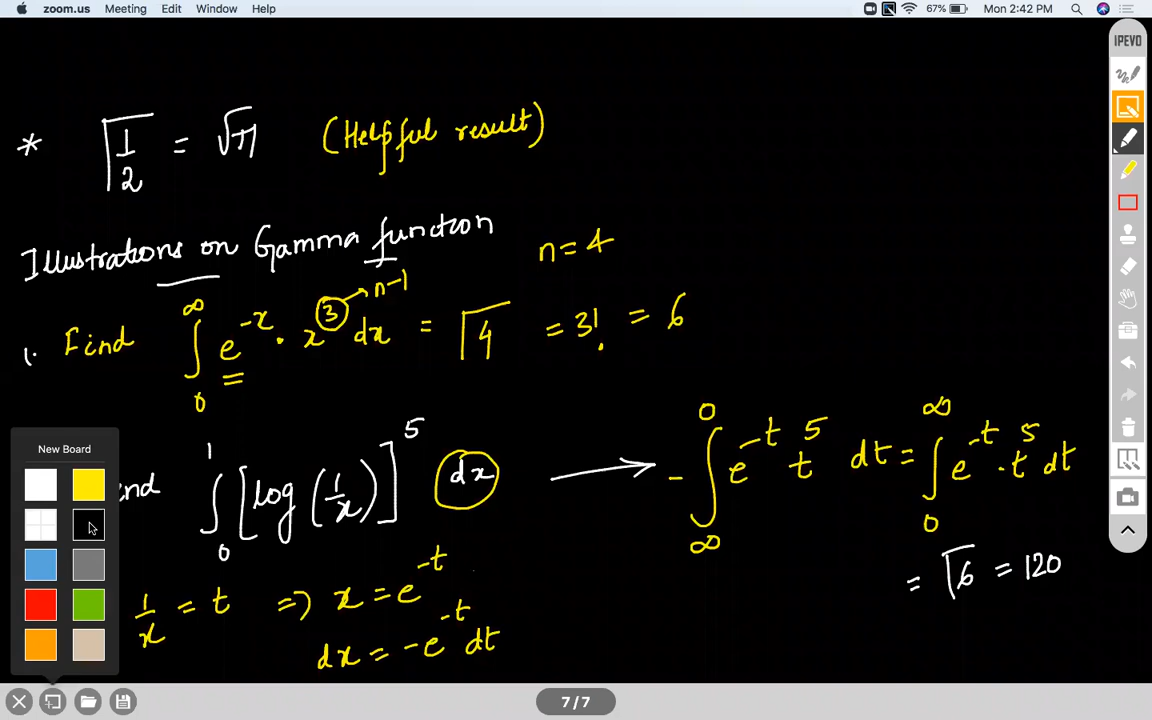 zoom.us Meeting Edit Window Help 67% Mon 2:42 PM
IPEVO
* Γ1/2 = √π (Helpful result)
Illustrations on Gamma function
n = 4
1. Find ∫₀^∞ e^-x · x^3 dx = Γ4 = 3! = 6
n-1
∫₀^1 [log(1/x)]^5 dx → - ∫_∞^0 e^-t t^5 dt = ∫₀^∞ e^-t · t^5 dt
= Γ6 = 120
1/x = t => x = e^-t
dx = -e^-t dt
New Board
7/7